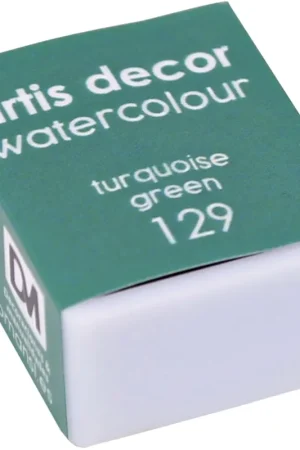 rtis decor
watercolour
turquoise
green
129
DM